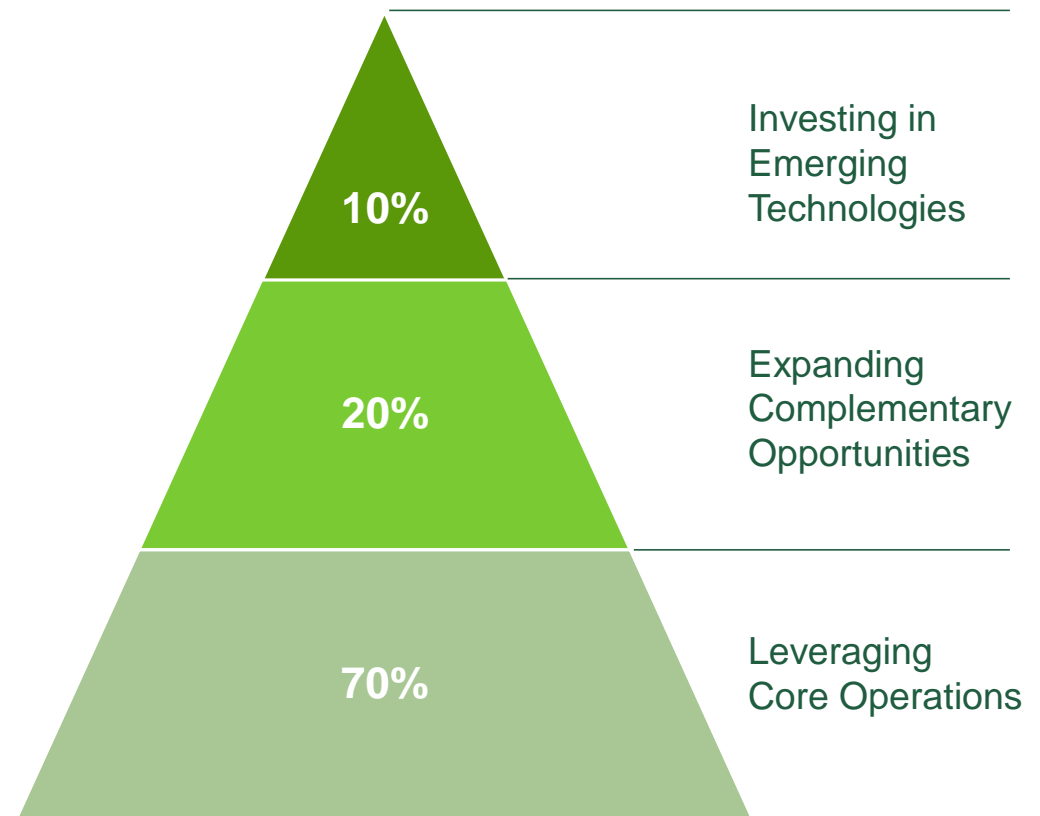 10%
Investing in
Emerging
Technologies
20%
Expanding
Complementary
Opportunities
70%
Leveraging
Core Operations